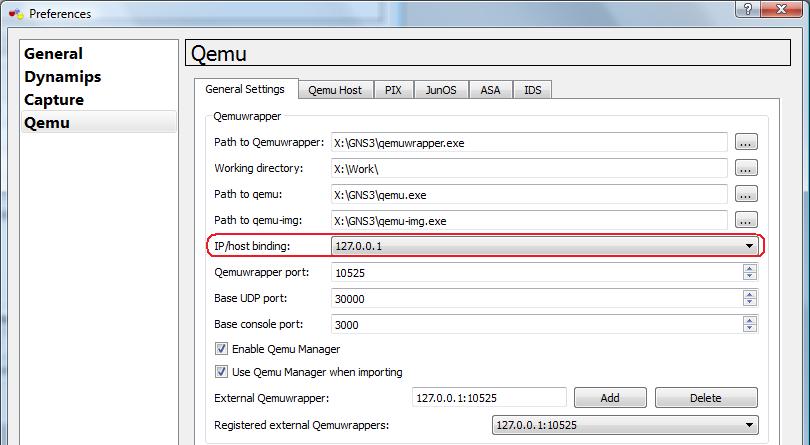 Preferences
General
Dynamips
Capture
Qemu
Qemu
General Settings Qemu Host PIX JunOS ASA IDS
Qemuwrapper
Path to Qemuwrapper: X:\GNS3\qemuwrapper.exe ...
Working directory: X:\Work\ ...
Path to qemu: X:\GNS3\qemu.exe ...
Path to qemu-img: X:\GNS3\qemu-img.exe ...
IP/host binding: 127.0.0.1
Qemuwrapper port: 10525
Base UDP port: 30000
Base console port: 3000
Enable Qemu Manager
Use Qemu Manager when importing
External Qemuwrapper: 127.0.0.1:10525 Add Delete
Registered external Qemuwrappers: 127.0.0.1:10525